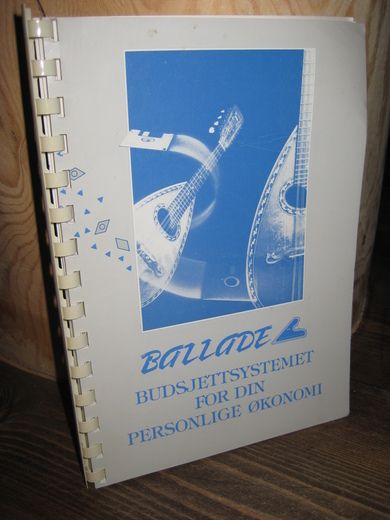 BALLADE
BUDSJETTSYSTEMET
FOR DIN
PERSONLIGE ØKONOMI